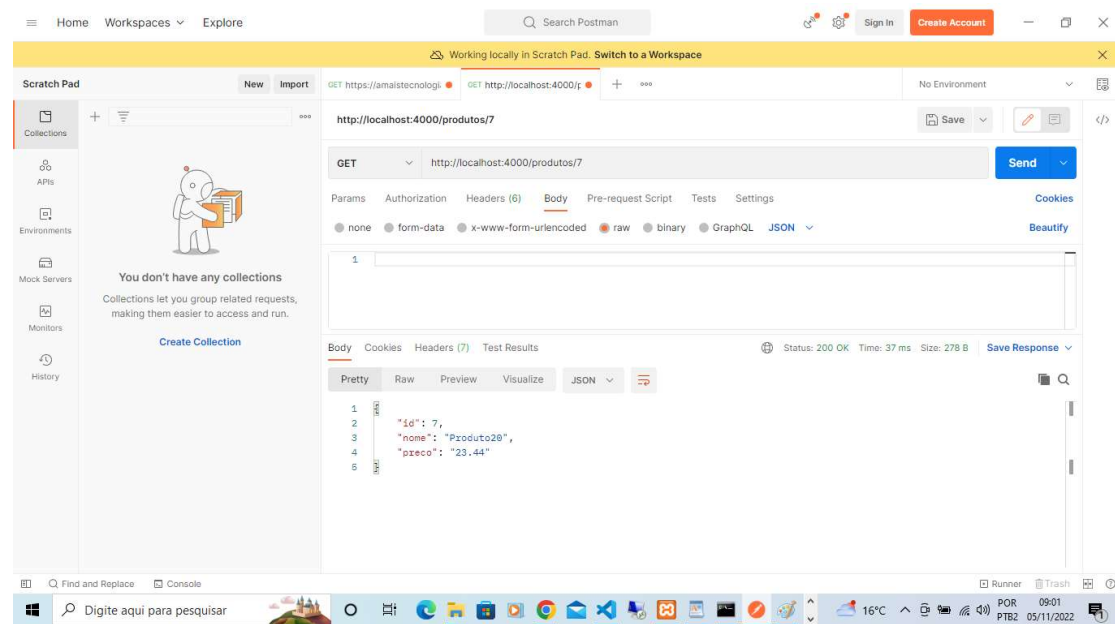 Home Workspaces Explore Search Postman Sign In Create Account
Working locally in Scratch Pad. Switch to a Workspace
Scratch Pad New Import GET https://amaistecnologi. GET http://localhost:4000/p No Environment
Collections
APIs
Environments
Mock Servers
Monitors
History
You don't have any collections
Collections let you group related requests,
making them easier to access and run.
Create Collection
http://localhost:4000/produtos/7 Save
GET http://localhost:4000/produtos/7 Send
Params Authorization Headers (6) Body Pre-request Script Tests Settings Cookies
none form-data x-www-form-urlencoded raw binary GraphQL JSON Beautify
1
Body Cookies Headers (7) Test Results Status: 200 OK Time: 37 ms Size: 278 B Save Response
Pretty Raw Preview Visualize JSON
1 {
2 "id": 7,
3 "nome": "Produto20",
4 "preco": "23.44"
5 }
Find and Replace Console Runner Trash
Digite aqui para pesquisar 16°C POR 09:01
PTB2 05/11/2022